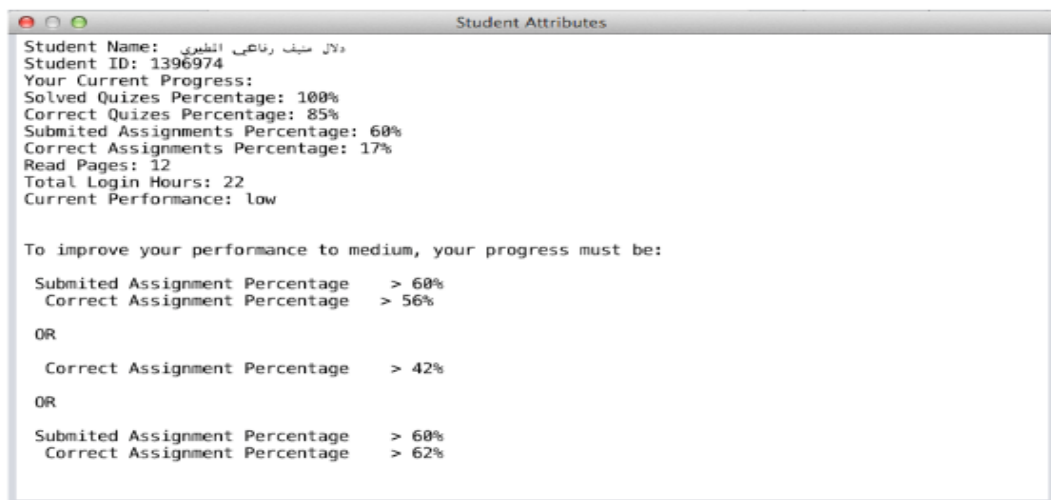 Student Attributes
Student Name: دلال منيف رفاعي المطيري
Student ID: 1396974
Your Current Progress:
Solved Quizes Percentage: 100%
Correct Quizes Percentage: 85%
Submited Assignments Percentage: 60%
Correct Assignments Percentage: 17%
Read Pages: 12
Total Login Hours: 22
Current Performance: low
To improve your performance to medium, your progress must be:
Submited Assignment Percentage > 60%
Correct Assignment Percentage > 56%
OR
Correct Assignment Percentage > 42%
OR
Submited Assignment Percentage > 60%
Correct Assignment Percentage > 62%